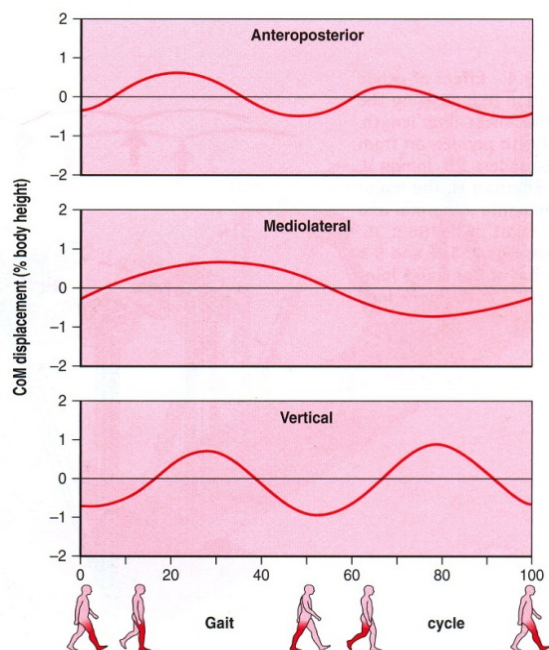 CoM displacement (% body height)
Anteroposterior
2
1
0
–1
–2
Mediolateral
2
1
0
–1
–2
Vertical
2
1
0
–1
–2
0 20 40 60 80 100
Gait cycle